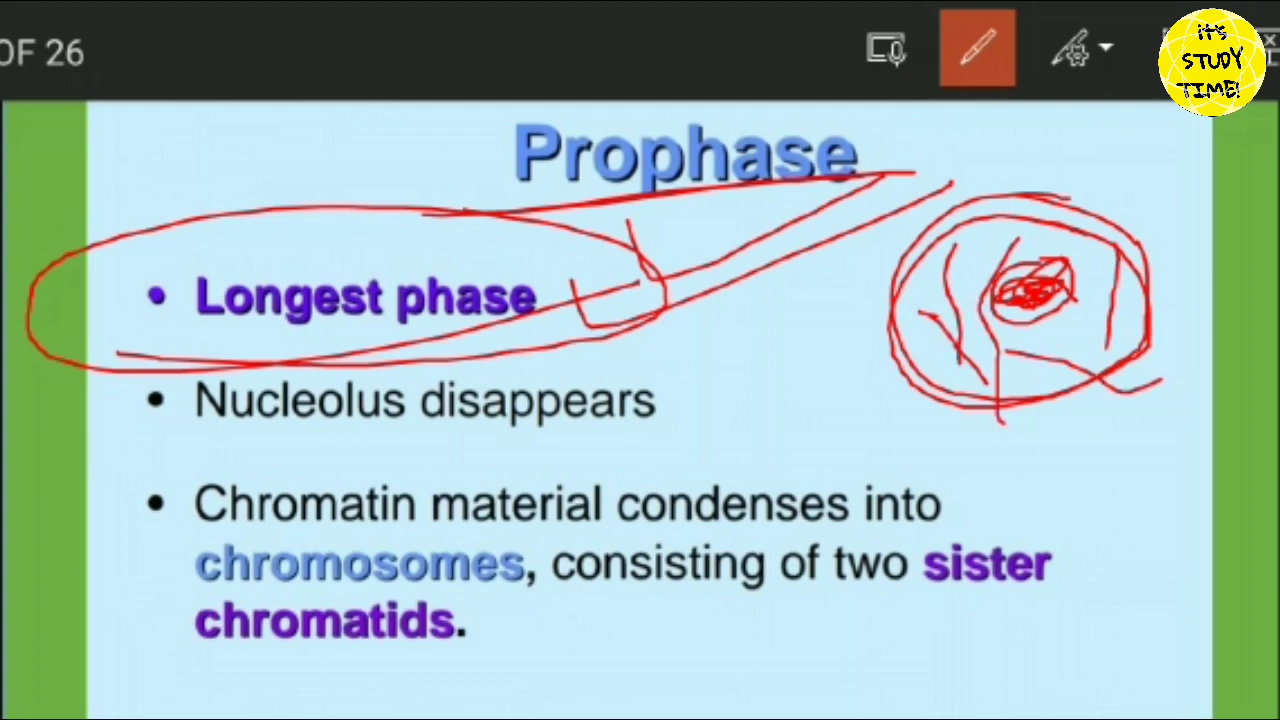 OF 26
It's
STUDY
TIME!
Prophase
• Longest phase
• Nucleolus disappears
• Chromatin material condenses into
chromosomes, consisting of two sister
chromatids.